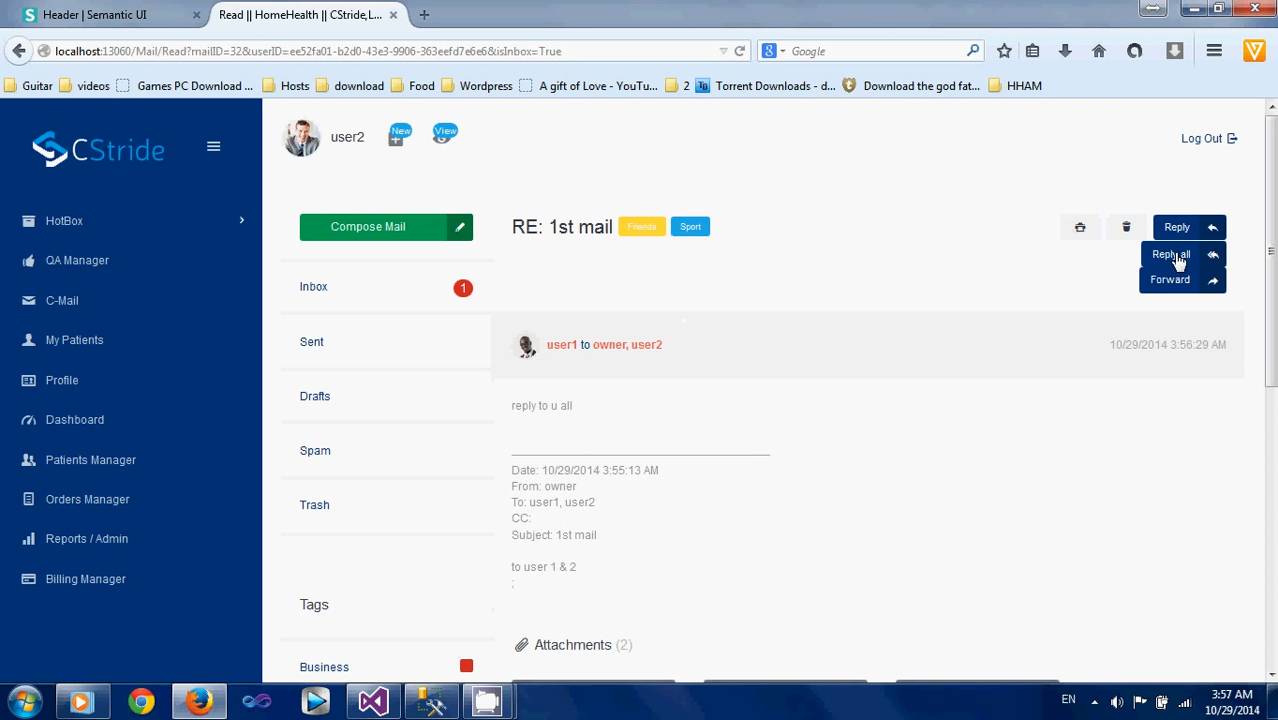 Header | Semantic UI
Read || HomeHealth || CStride,L...
localhost:13060/Mail/Read?mailID=32&userID=ee52fa01-b2d0-43e3-9906-363eefd7e6e6&isInbox=True
Google
Guitar
videos
Games PC Download ...
Hosts
download
Food
Wordpress
A gift of Love - YouTu...
2
Torrent Downloads - d...
Download the god fat...
HHAM
CStride
user2
New
View
Log Out
HotBox
QA Manager
C-Mail
My Patients
Profile
Dashboard
Patients Manager
Orders Manager
Reports / Admin
Billing Manager
Compose Mail
Inbox
1
Sent
Drafts
Spam
Trash
Tags
Business
RE: 1st mail
Friends
Sport
Reply
Reply all
Forward
user1 to owner, user2
10/29/2014 3:56:29 AM
reply to u all
Date: 10/29/2014 3:55:13 AM
From: owner
To: user1, user2
CC:
Subject: 1st mail
to user 1 & 2
;
Attachments (2)
EN
3:57 AM
10/29/2014